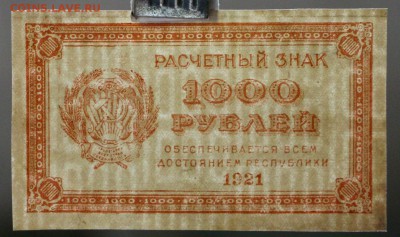 COINS.LAVE.RU
РАСЧЕТНЫЙ ЗНАК
1000
РУБЛЕЙ
ОБЕСПЕЧИВАЕТСЯ ВСЕМ
ДОСТОЯНИЕМ РЕСПУБЛИКИ
1921